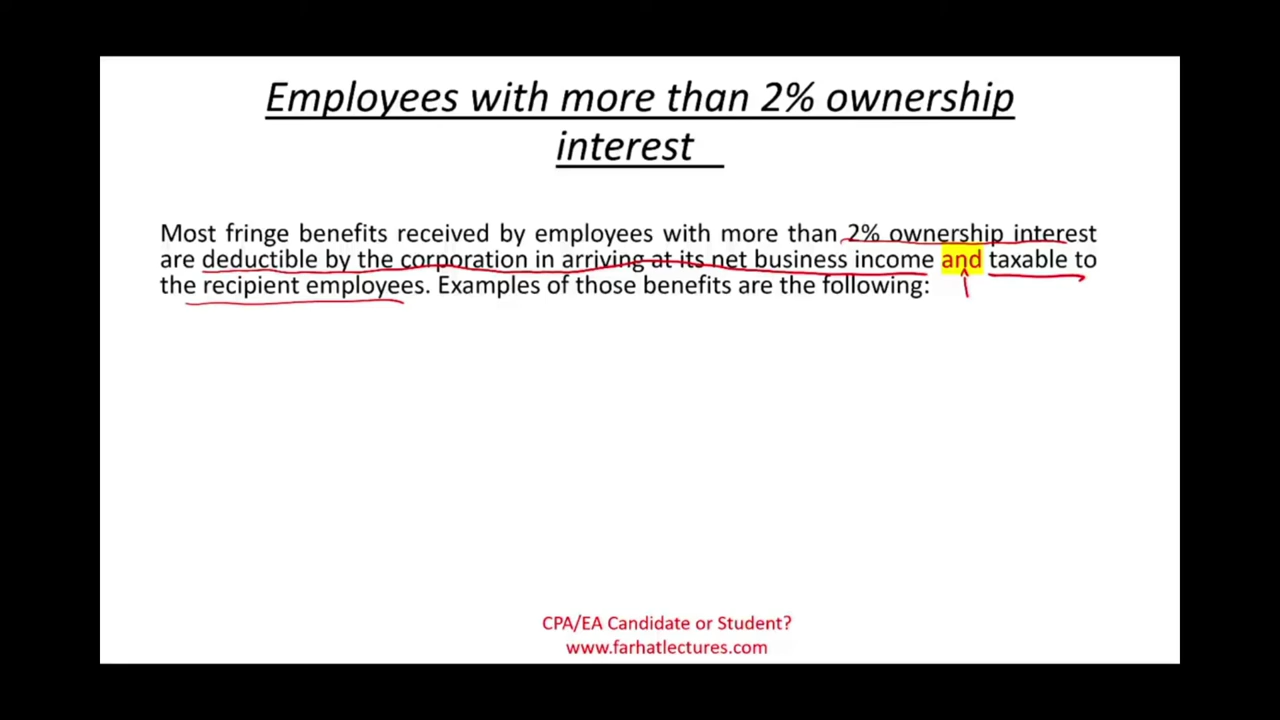 Employees with more than 2% ownership
interest
Most fringe benefits received by employees with more than 2% ownership interest
are deductible by the corporation in arriving at its net business income and taxable to
the recipient employees. Examples of those benefits are the following:
CPA/EA Candidate or Student?
www.farhatlectures.com